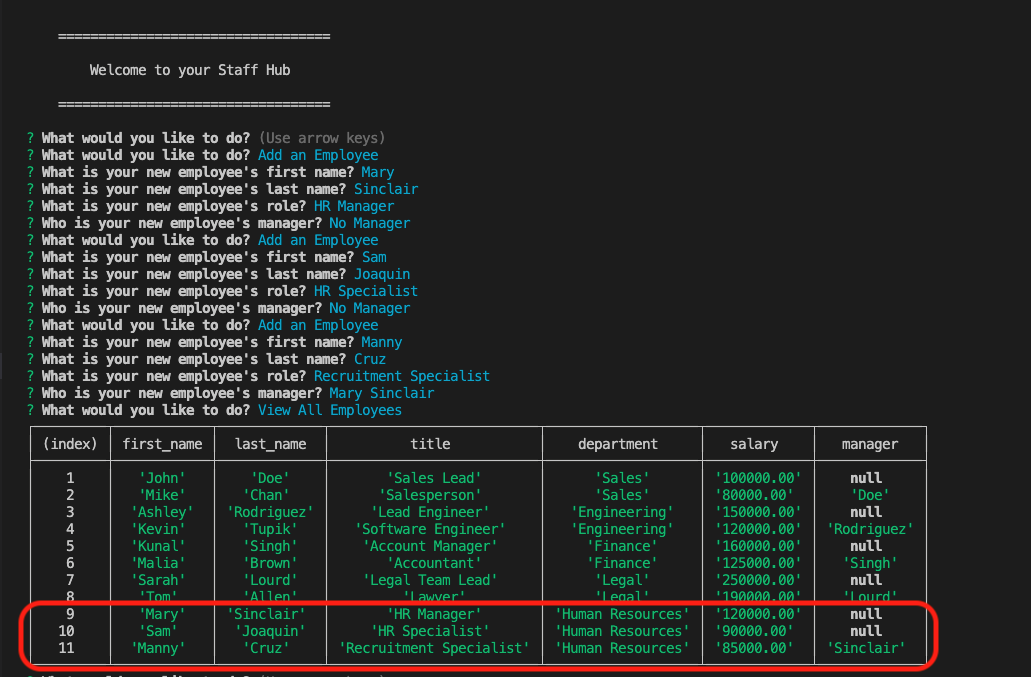 ==================================
Welcome to your Staff Hub
==================================
? What would you like to do? (Use arrow keys)
? What would you like to do? Add an Employee
? What is your new employee's first name? Mary
? What is your new employee's last name? Sinclair
? What is your new employee's role? HR Manager
? Who is your new employee's manager? No Manager
? What would you like to do? Add an Employee
? What is your new employee's first name? Sam
? What is your new employee's last name? Joaquin
? What is your new employee's role? HR Specialist
? Who is your new employee's manager? No Manager
? What would you like to do? Add an Employee
? What is your new employee's first name? Manny
? What is your new employee's last name? Cruz
? What is your new employee's role? Recruitment Specialist
? Who is your new employee's manager? Mary Sinclair
? What would you like to do? View All Employees
(index) first_name last_name title department salary manager
1 'John' 'Doe' 'Sales Lead' 'Sales' '100000.00' null
2 'Mike' 'Chan' 'Salesperson' 'Sales' '80000.00' 'Doe'
3 'Ashley' 'Rodriguez' 'Lead Engineer' 'Engineering' '150000.00' null
4 'Kevin' 'Tupik' 'Software Engineer' 'Engineering' '120000.00' 'Rodriguez'
5 'Kunal' 'Singh' 'Account Manager' 'Finance' '160000.00' null
6 'Malia' 'Brown' 'Accountant' 'Finance' '125000.00' 'Singh'
7 'Sarah' 'Lourd' 'Legal Team Lead' 'Legal' '250000.00' null
8 'Tom' 'Allen' 'Lawyer' 'Legal' '190000.00' 'Lourd'
9 'Mary' 'Sinclair' 'HR Manager' 'Human Resources' '120000.00' null
10 'Sam' 'Joaquin' 'HR Specialist' 'Human Resources' '90000.00' null
11 'Manny' 'Cruz' 'Recruitment Specialist' 'Human Resources' '85000.00' 'Sinclair'